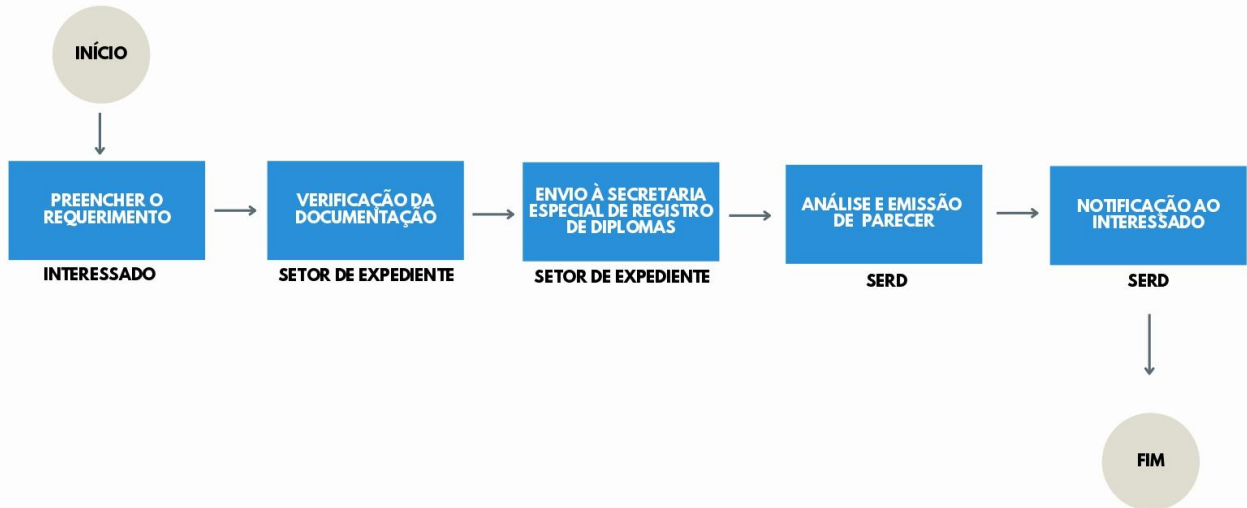 INÍCIO
PREENCHER O
REQUERIMENTO
INTERESSADO
VERIFICAÇÃO DA
DOCUMENTAÇÃO
SETOR DE EXPEDIENTE
ENVIO À SECRETARIA
ESPECIAL DE REGISTRO
DE DIPLOMAS
SETOR DE EXPEDIENTE
ANÁLISE E EMISSÃO
DE PARECER
SERD
NOTIFICAÇÃO AO
INTERESSADO
SERD
FIM